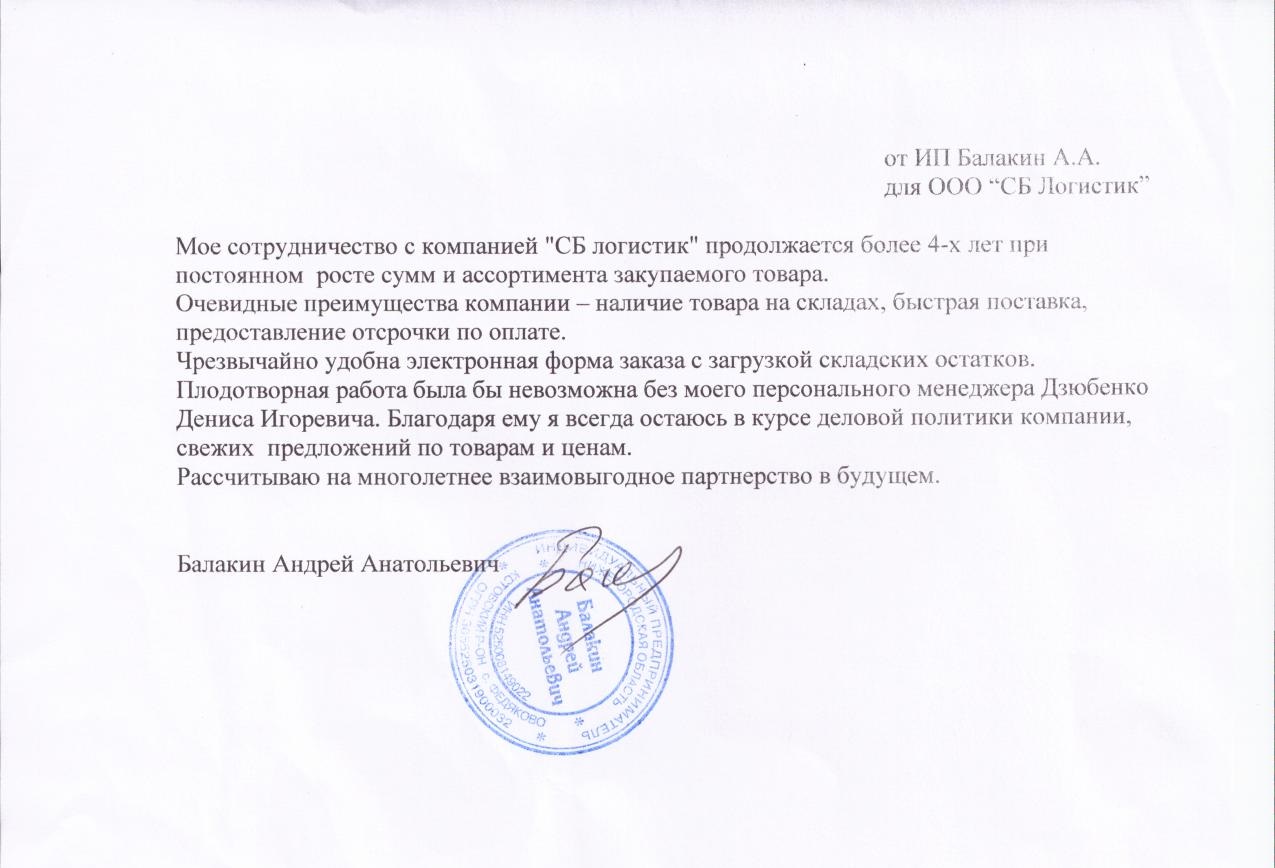 от ИП Балакин А.А.
для ООО “СБ Логистик”
Мое сотрудничество с компанией "СБ логистик" продолжается более 4-х лет при
постоянном  росте сумм и ассортимента закупаемого товара.
Очевидные преимущества компании – наличие товара на складах, быстрая поставка,
предоставление отсрочки по оплате.
Чрезвычайно удобна электронная форма заказа с загрузкой складских остатков.
Плодотворная работа была бы невозможна без моего персонального менеджера Дзюбенко
Дениса Игоревича. Благодаря ему я всегда остаюсь в курсе деловой политики компании,
свежих  предложений по товарам и ценам.
Рассчитываю на многолетнее взаимовыгодное партнерство в будущем.
Балакин Андрей Анатольевич
ИНДИВИДУАЛЬНЫЙ ПРЕДПРИНИМАТЕЛЬ
НИЖЕГОРОДСКАЯ ОБЛАСТЬ
КСТОВСКИЙ Р-ОН с. ФЕДЯКОВО
ОГРН 305525031900032
ИНН 525003149022
Балакин
Андрей
Анатольевич